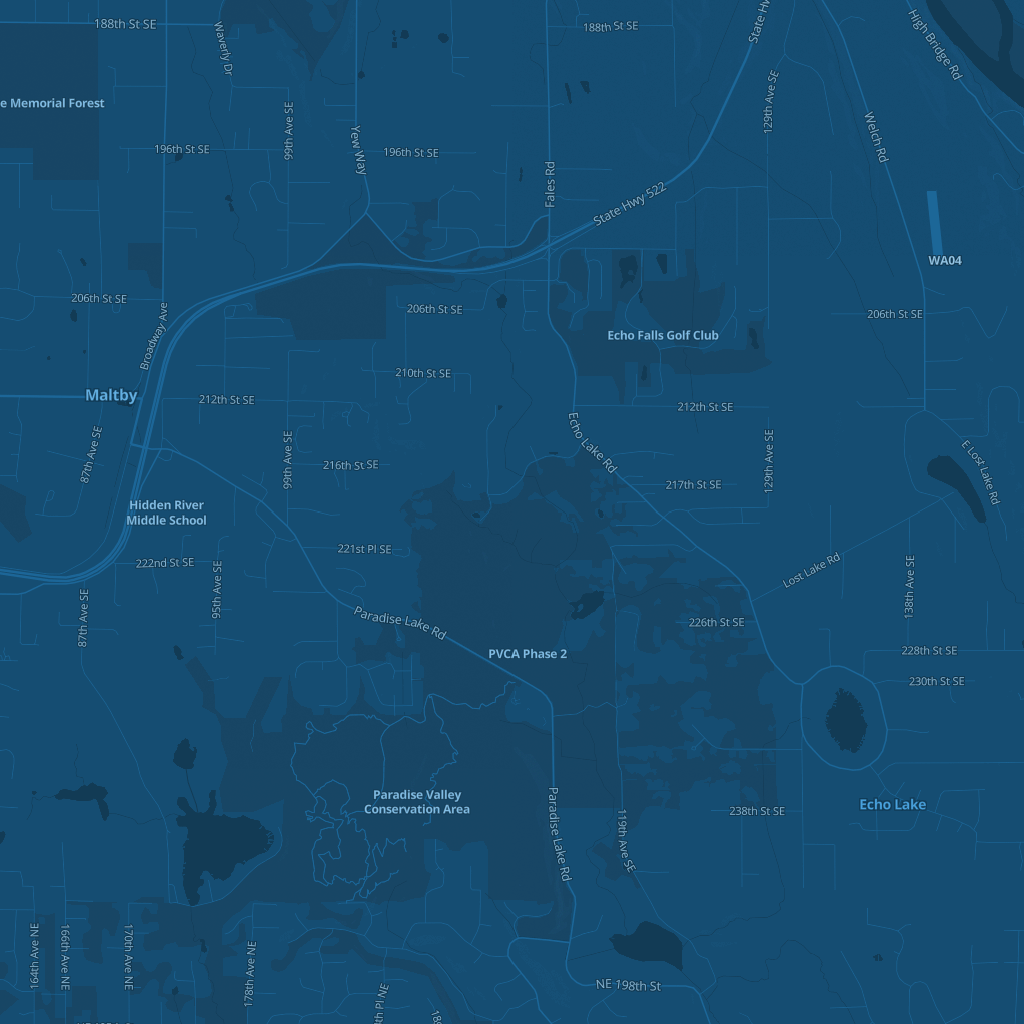 188th St SE
Waverly Dr
188th St SE
State Hw
High Bridge Rd
e Memorial Forest
99th Ave SE
129th Ave SE
196th St SE
Yew Way
196th St SE
Welch Rd
Fales Rd
State Hwy 522
WA04
206th St SE
206th St SE
206th St SE
Broadway Ave
Echo Falls Golf Club
210th St SE
Maltby
212th St SE
212th St SE
87th Ave SE
99th Ave SE
Echo Lake Rd
129th Ave SE
216th St SE
E Lost Lake Rd
217th St SE
Hidden River
Middle School
221st Pl SE
222nd St SE
95th Ave SE
87th Ave SE
Lost Lake Rd
138th Ave SE
Paradise Lake Rd
226th St SE
PVCA Phase 2
228th St SE
230th St SE
Paradise Valley
Conservation Area
Paradise Lake Rd
119th Ave SE
238th St SE
Echo Lake
164th Ave NE
166th Ave NE
170th Ave NE
178th Ave NE
th Pl NE
NE 198th St